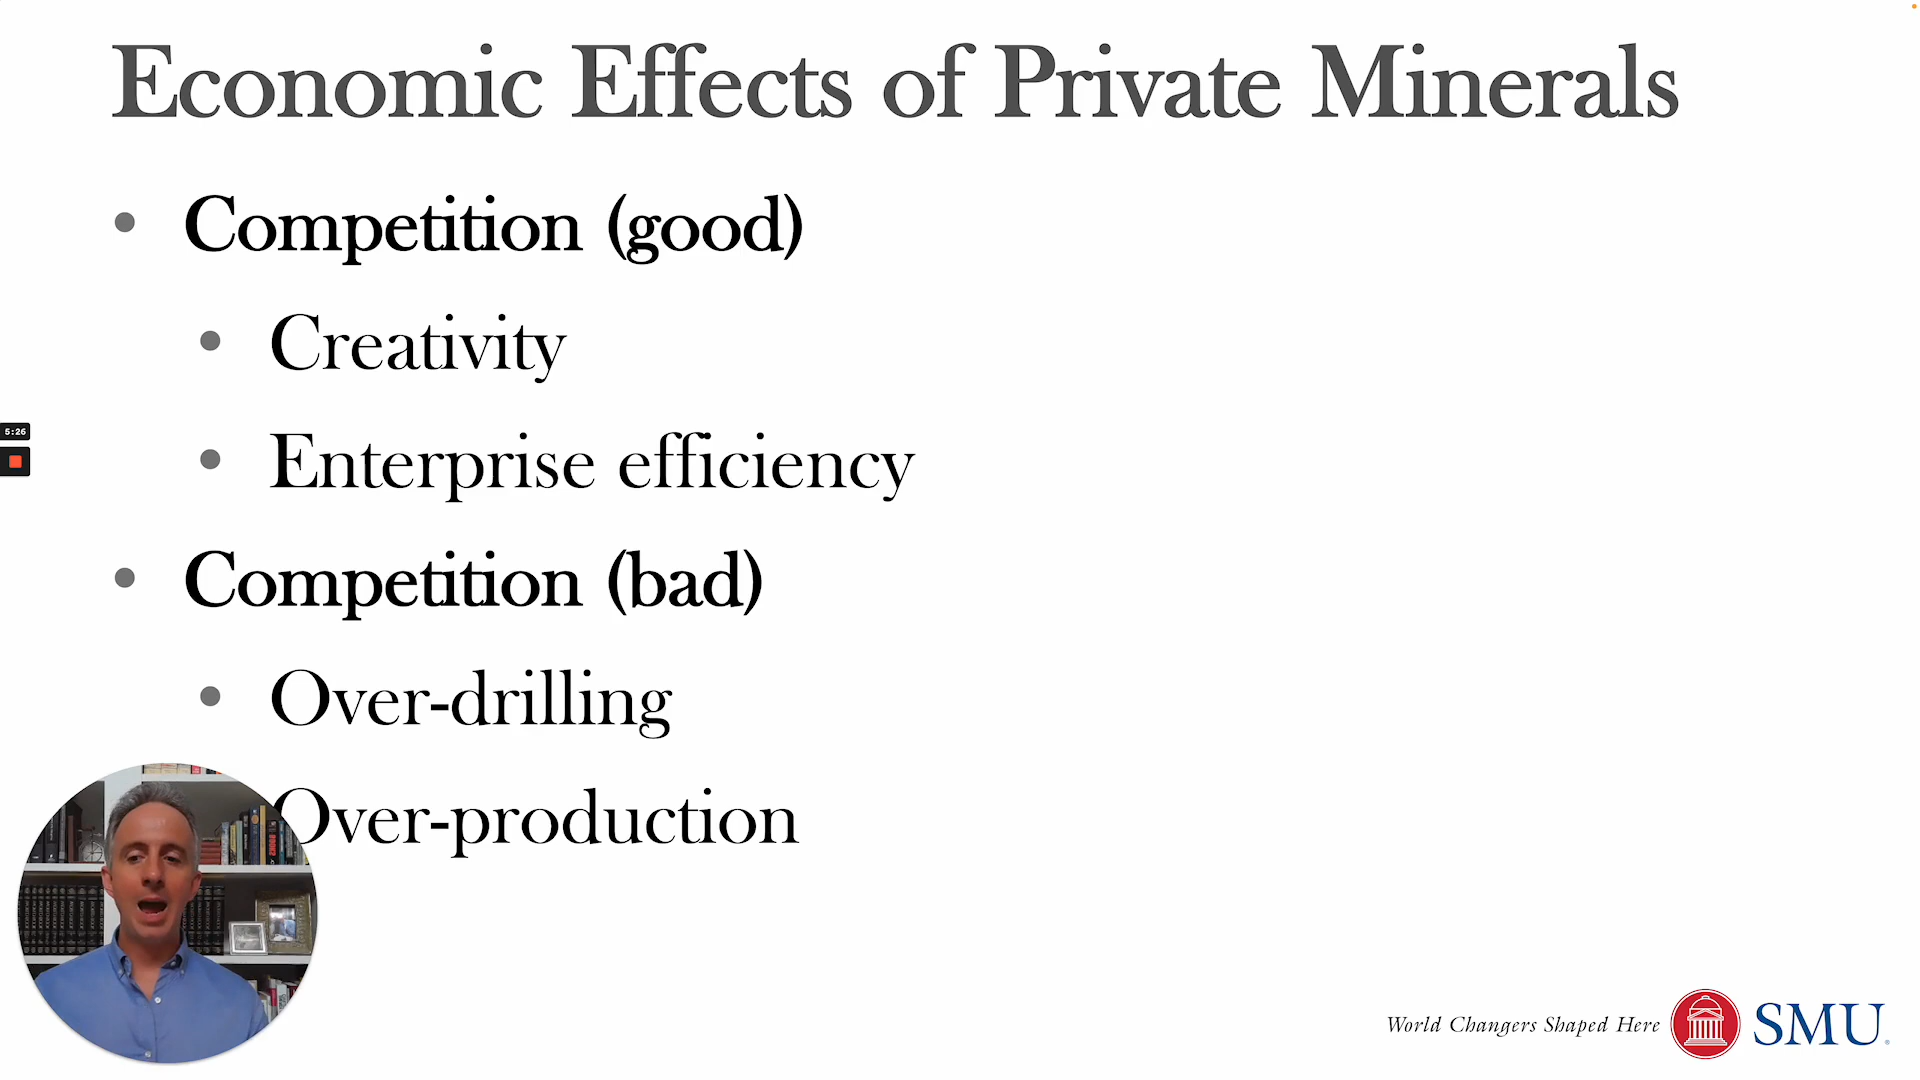 Economic Effects of Private Minerals
Competition (good)
Creativity
Enterprise efficiency
5:26
Competition (bad)
Over-drilling
Over-production
World Changers Shaped Here
SMU